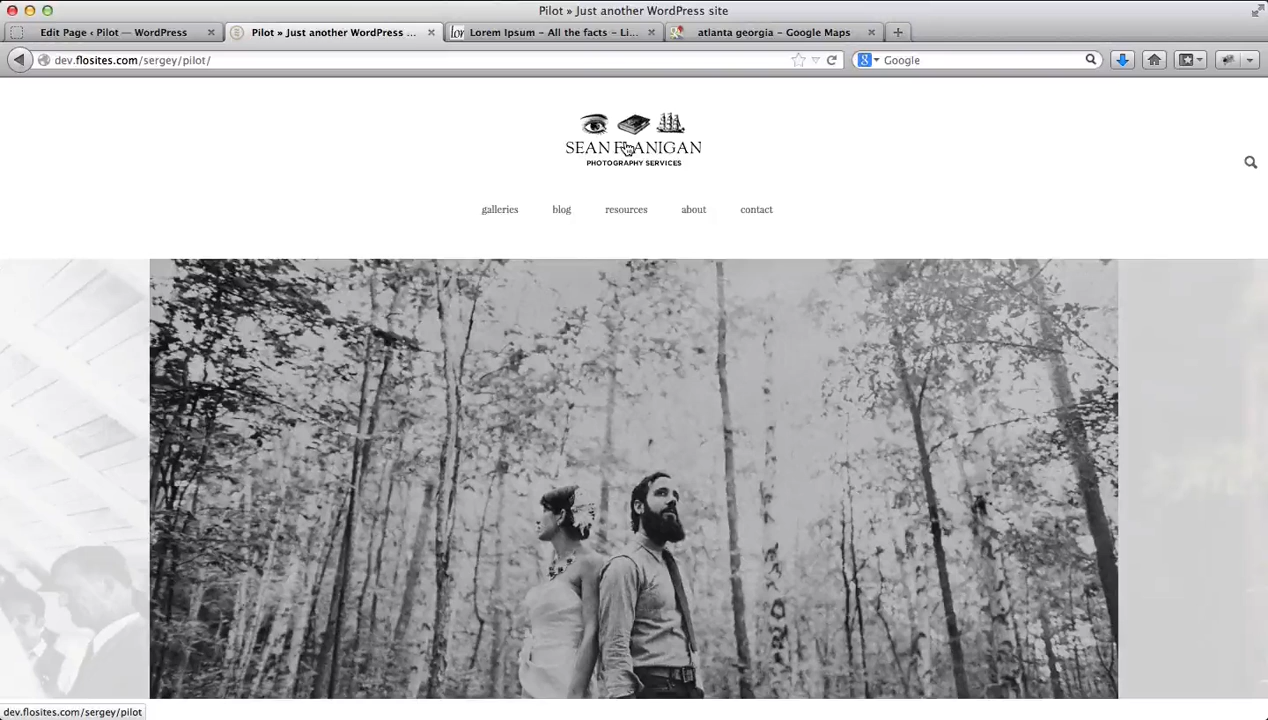 Pilot » Just another WordPress site
Edit Page ‹ Pilot — WordPress
Pilot » Just another WordPress ...
Lorem Ipsum – All the facts – Li...
atlanta georgia – Google Maps
dev.flosites.com/sergey/pilot/
Google
SEAN FLANIGAN
PHOTOGRAPHY SERVICES
galleries blog resources about contact
dev.flosites.com/sergey/pilot